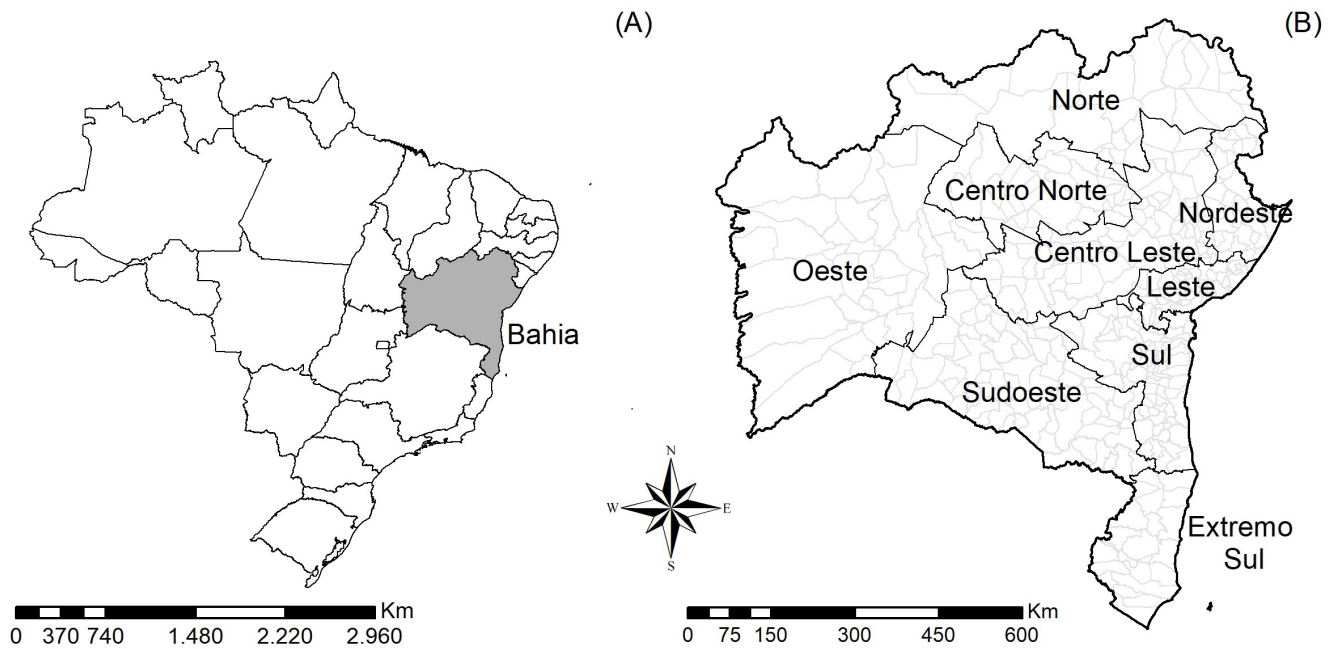 (A)
Bahia
Km
0 370 740 1.480 2.220 2.960
N
W E
S
(B)
Norte
Centro Norte
Nordeste
Centro Leste
Oeste
Leste
Sul
Sudoeste
Extremo
Sul
Km
0 75 150 300 450 600